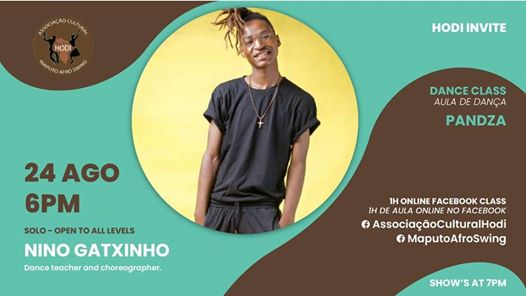 ASSOCIAÇÃO CULTURAL
HODI
MAPUTO AFRO SWING
HODI INVITE
DANCE CLASS
AULA DE DANÇA
PANDZA
24 AGO
6PM
SOLO - OPEN TO ALL LEVELS
NINO GATXINHO
Dance teacher and choreographer.
1H ONLINE FACEBOOK CLASS
1H DE AULA ONLINE NO FACEBOOK
AssociaçãoCulturalHodi
MaputoAfroSwing
SHOW'S AT 7PM